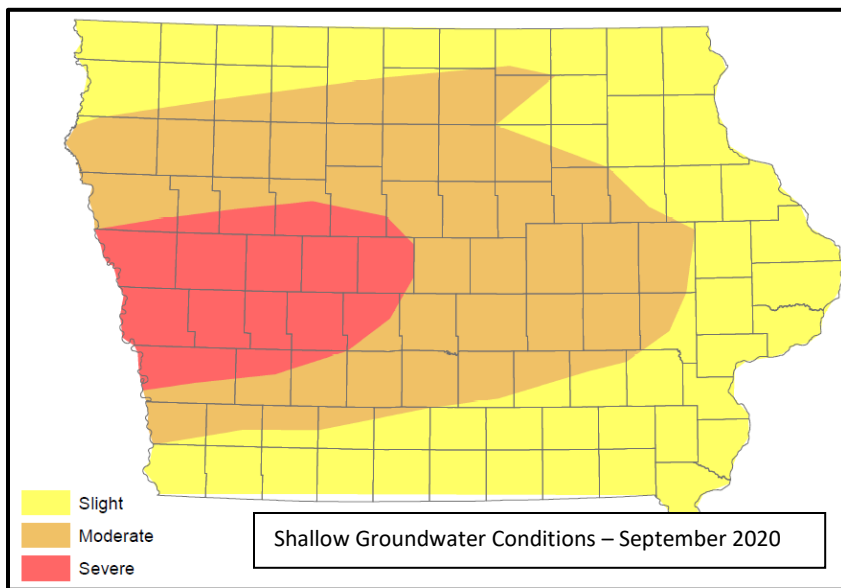 Slight
Moderate
Severe
Shallow Groundwater Conditions – September 2020